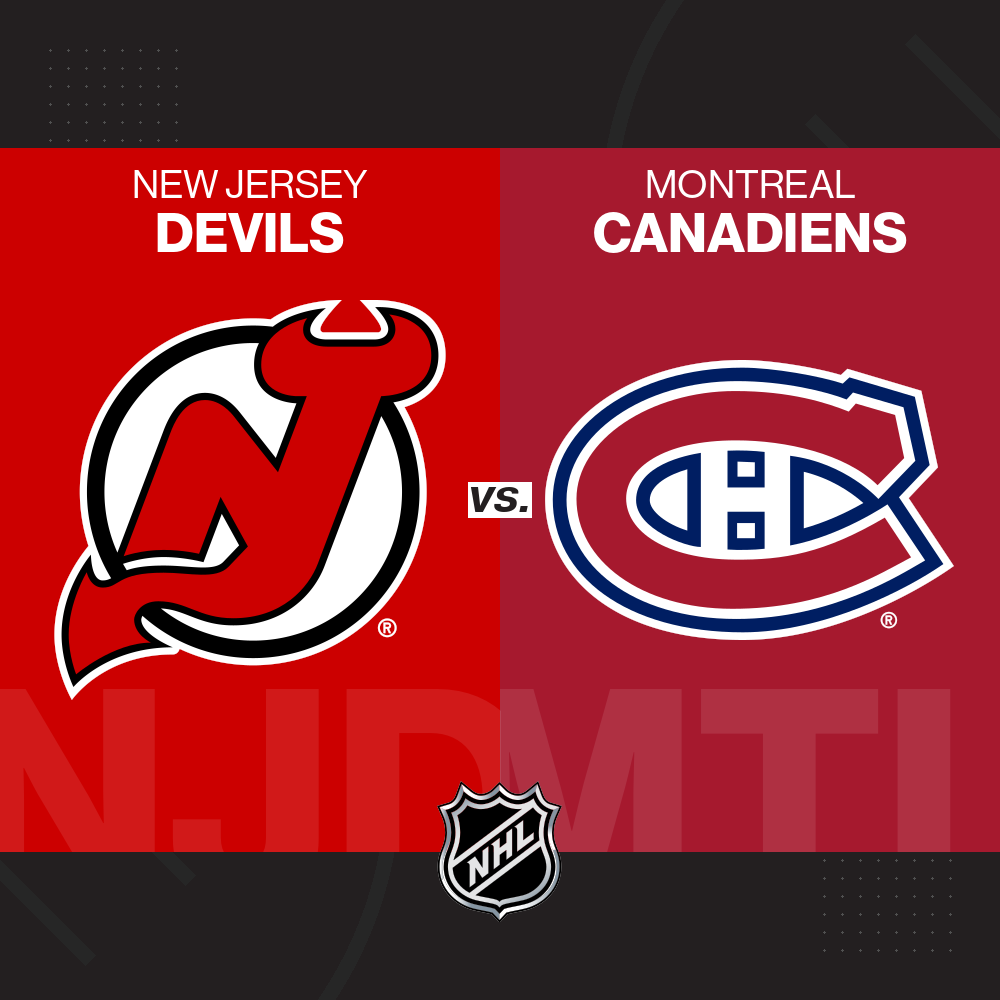 NEW JERSEY
DEVILS
MONTREAL
CANADIENS
vs.
®
®
NJD
MTL
NHL